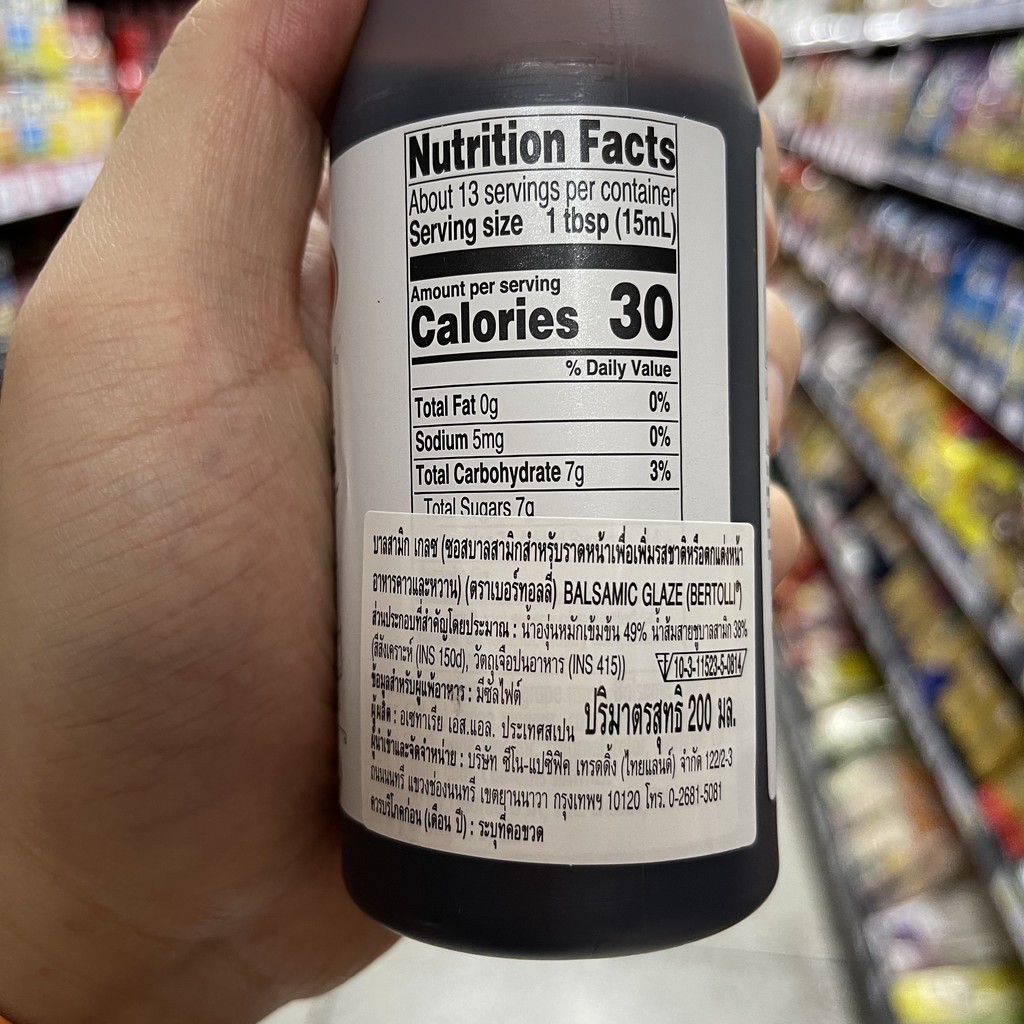 Nutrition Facts
About 13 servings per container
Serving size 1 tbsp (15mL)
Amount per serving
Calories 30
% Daily Value
Total Fat 0g 0%
Sodium 5mg 0%
Total Carbohydrate 7g 3%
Total Sugars 7g
บาลสามิก เกลซ (ซอสบาลสามิกสำหรับราดหน้าเพื่อเพิ่มรสชาติหรือตกแต่งหน้า
อาหารคาวและหวาน) (ตราเบอร์ทอลลี่) BALSAMIC GLAZE (BERTOLLI®)
ส่วนประกอบที่สำคัญโดยประมาณ : น้ำองุ่นหมักเข้มข้น 49% น้ำส้มสายชูบาลสามิก 38%
(สีสังเคราะห์ (INS 150d), วัตถุเจือปนอาหาร (INS 415)) 10-3-11523-5-0814
ข้อมูลสำหรับผู้แพ้อาหาร : มีซัลไฟต์
ผู้ผลิต : อเซทาเรีย เอส.แอล. ประเทศสเปน ปริมาตรสุทธิ 200 มล.
ผู้นำเข้าและจัดจำหน่าย : บริษัท ซีโน-แปซิฟิค เทรดดิ้ง (ไทยแลนด์) จำกัด 122/2-3
ถนนนนทรี แขวงช่องนนทรี เขตยานนาวา กรุงเทพฯ 10120 โทร. 0-2681-5081
ควรบริโภคก่อน (เดือน ปี) : ระบุที่คอขวด